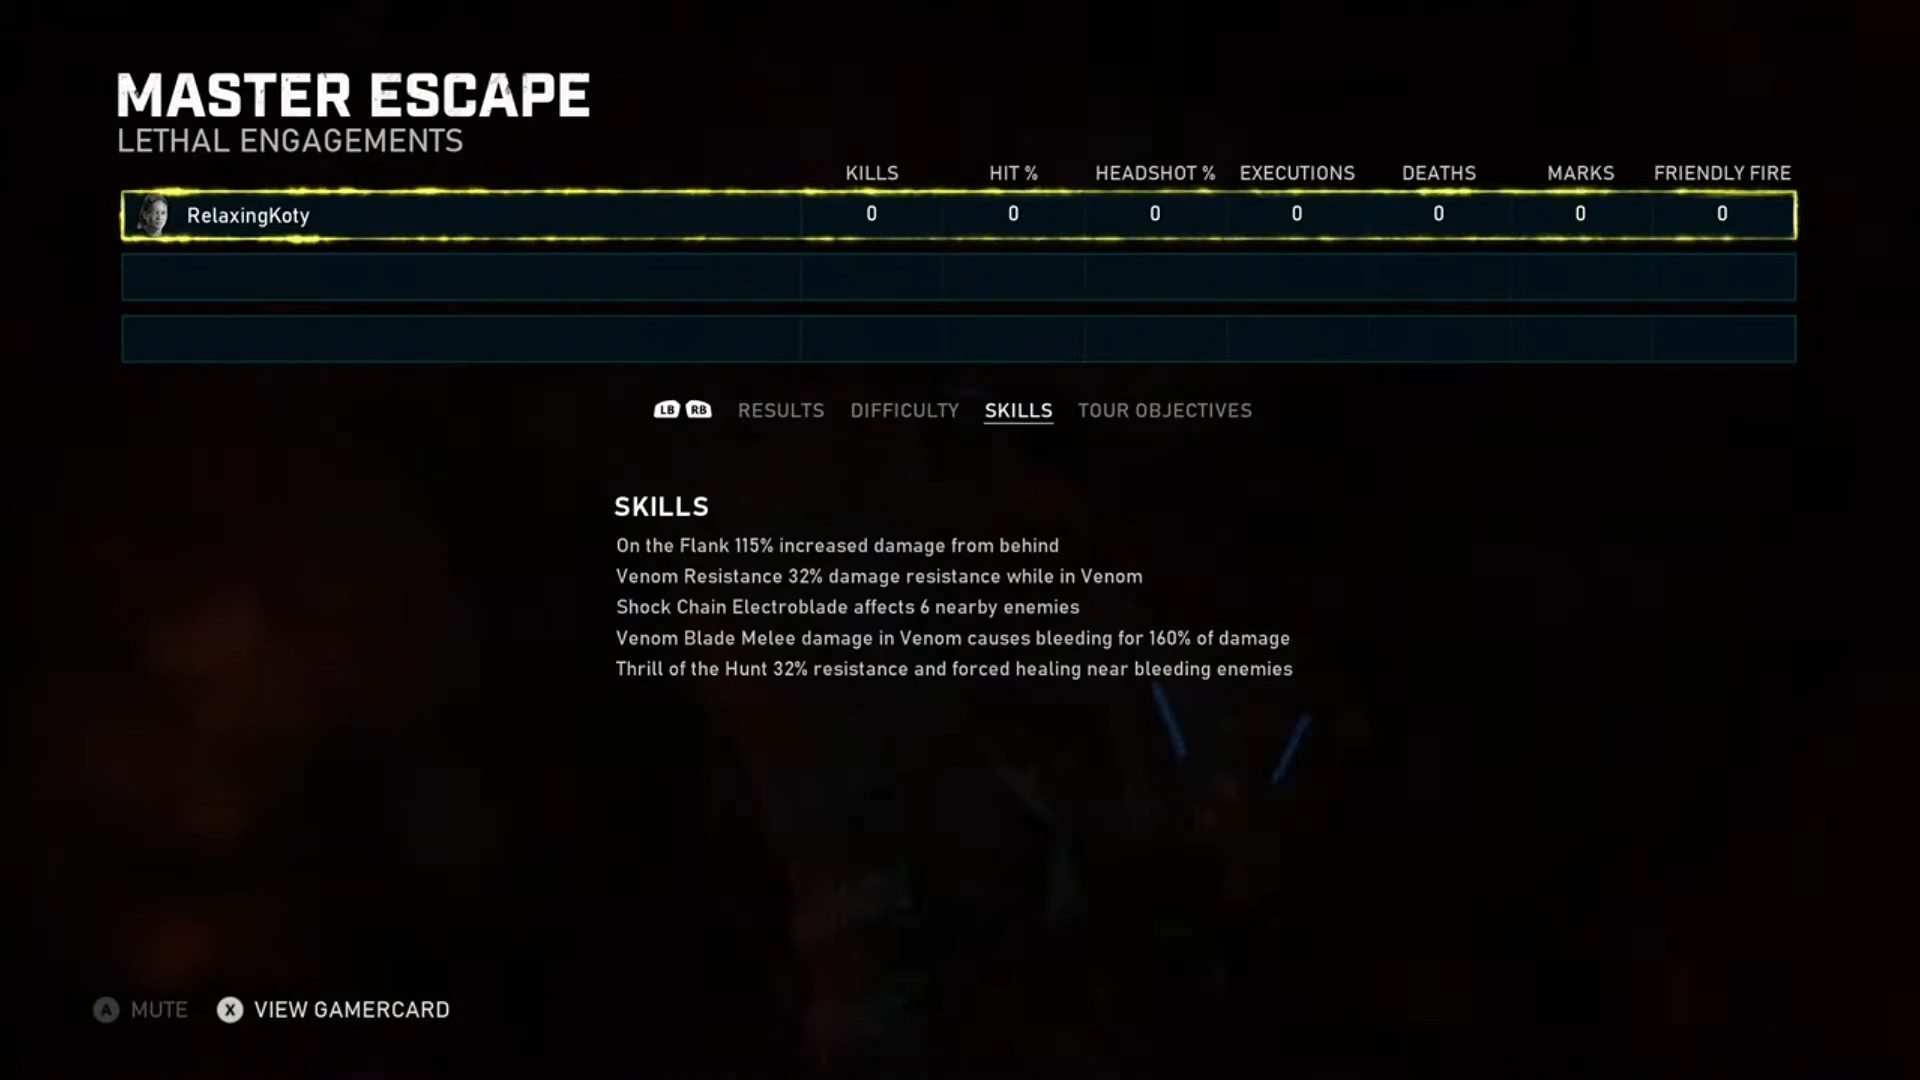 MASTER ESCAPE
LETHAL ENGAGEMENTS
KILLS HIT % HEADSHOT % EXECUTIONS DEATHS MARKS FRIENDLY FIRE
RelaxingKoty 0 0 0 0 0 0 0
LB RB RESULTS DIFFICULTY SKILLS TOUR OBJECTIVES
SKILLS
On the Flank 115% increased damage from behind
Venom Resistance 32% damage resistance while in Venom
Shock Chain Electroblade affects 6 nearby enemies
Venom Blade Melee damage in Venom causes bleeding for 160% of damage
Thrill of the Hunt 32% resistance and forced healing near bleeding enemies
A MUTE X VIEW GAMERCARD